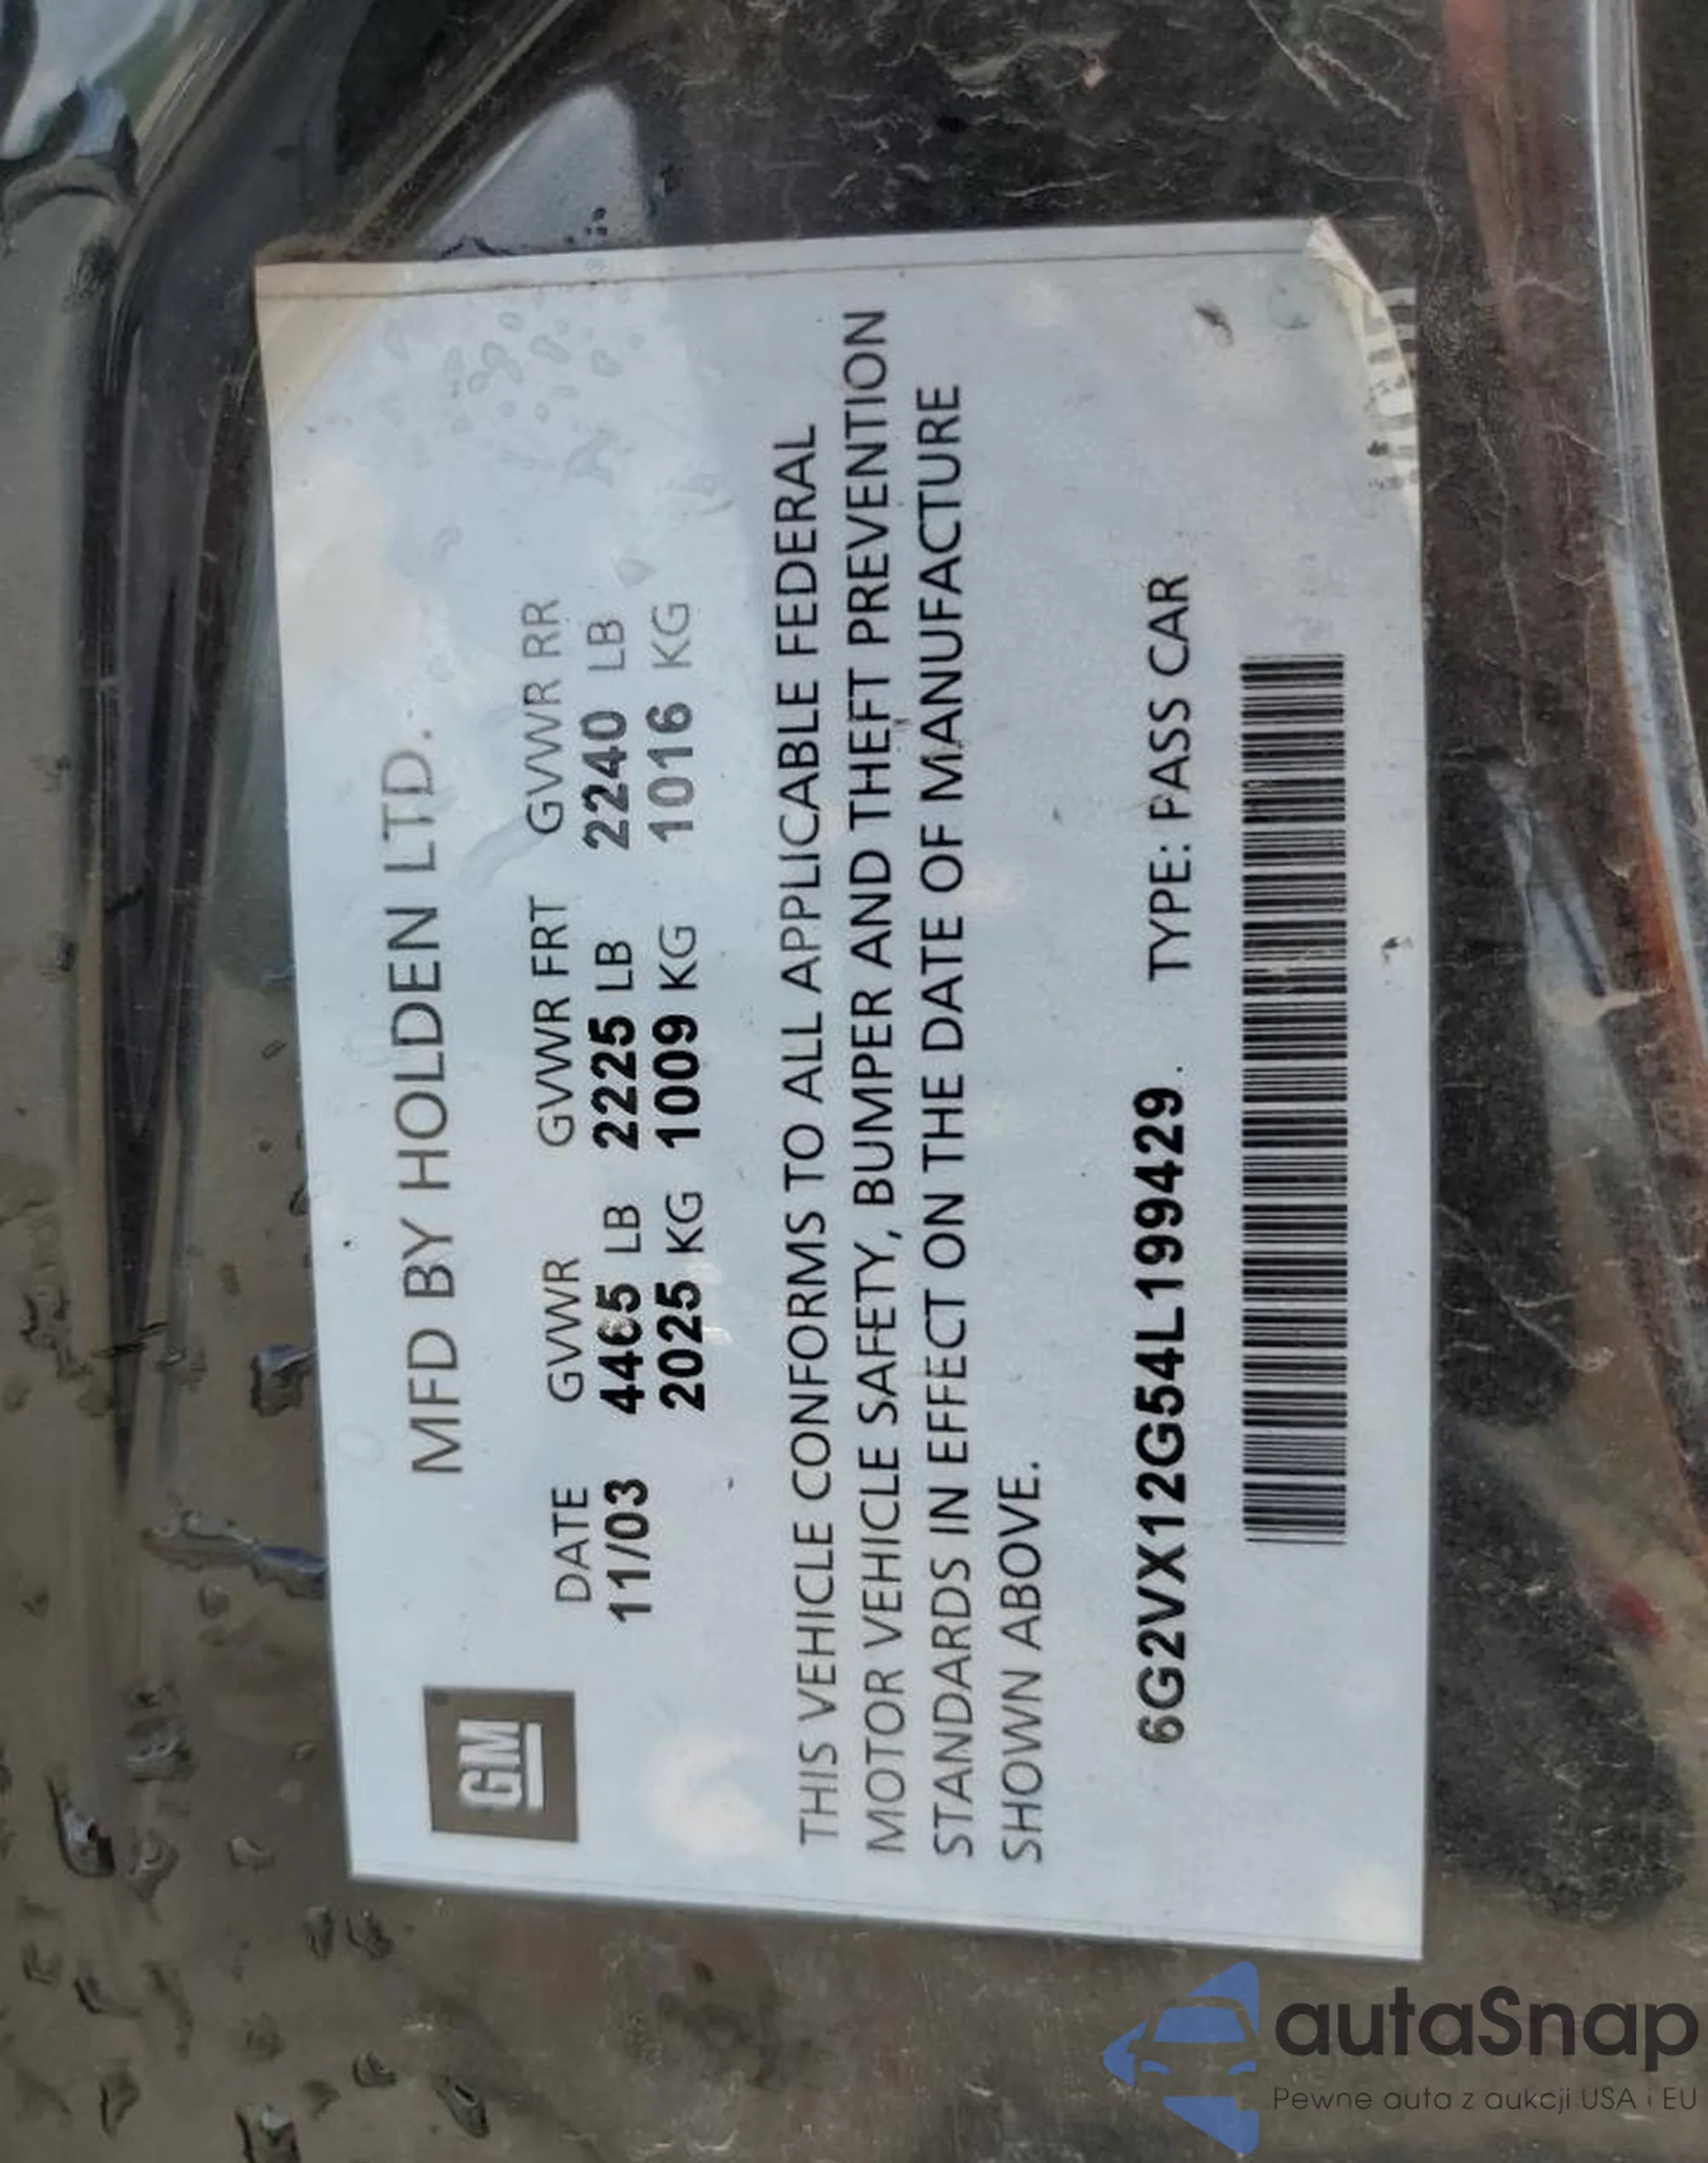 GM
MFD BY HOLDEN LTD.
DATE GVWR GVWR FRT GVWR RR
11/03 4465 LB 2225 LB 2240 LB
2025 KG 1009 KG 1016 KG
THIS VEHICLE CONFORMS TO ALL APPLICABLE FEDERAL
MOTOR VEHICLE SAFETY, BUMPER AND THEFT PREVENTION
STANDARDS IN EFFECT ON THE DATE OF MANUFACTURE
SHOWN ABOVE.
6G2VX12G54L199429 TYPE: PASS CAR
autaSnap
Pewne auta z aukcji USA i EU